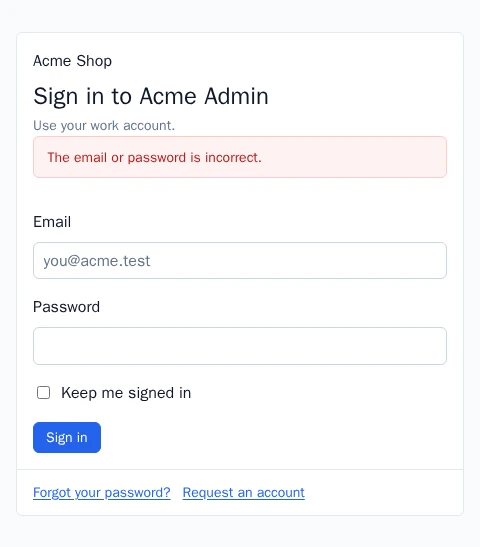 Acme Shop
Sign in to Acme Admin
Use your work account.
The email or password is incorrect.
Email
you@acme.test
Password
Keep me signed in
Sign in
Forgot your password? Request an account